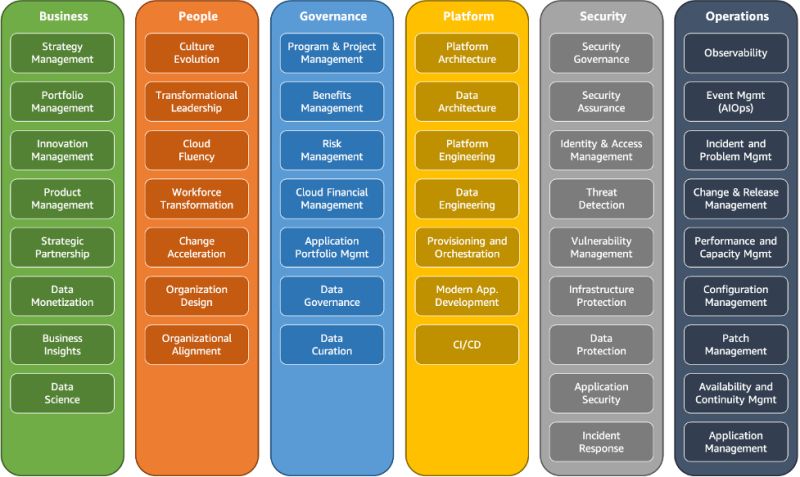 Business
Strategy
Management
Portfolio
Management
Innovation
Management
Product
Management
Strategic
Partnership
Data
Monetization
Business
Insights
Data
Science
People
Culture
Evolution
Transformational
Leadership
Cloud
Fluency
Workforce
Transformation
Change
Acceleration
Organization
Design
Organizational
Alignment
Governance
Program & Project
Management
Benefits
Management
Risk
Management
Cloud Financial
Management
Application
Portfolio Mgmt
Data
Governance
Data
Curation
Platform
Platform
Architecture
Data
Architecture
Platform
Engineering
Data
Engineering
Provisioning and
Orchestration
Modern App.
Development
CI/CD
Security
Security
Governance
Security
Assurance
Identity & Access
Management
Threat
Detection
Vulnerability
Management
Infrastructure
Protection
Data
Protection
Application
Security
Incident
Response
Operations
Observability
Event Mgmt
(AIOps)
Incident and
Problem Mgmt
Change & Release
Management
Performance and
Capacity Mgmt
Configuration
Management
Patch
Management
Availability and
Continuity Mgmt
Application
Management